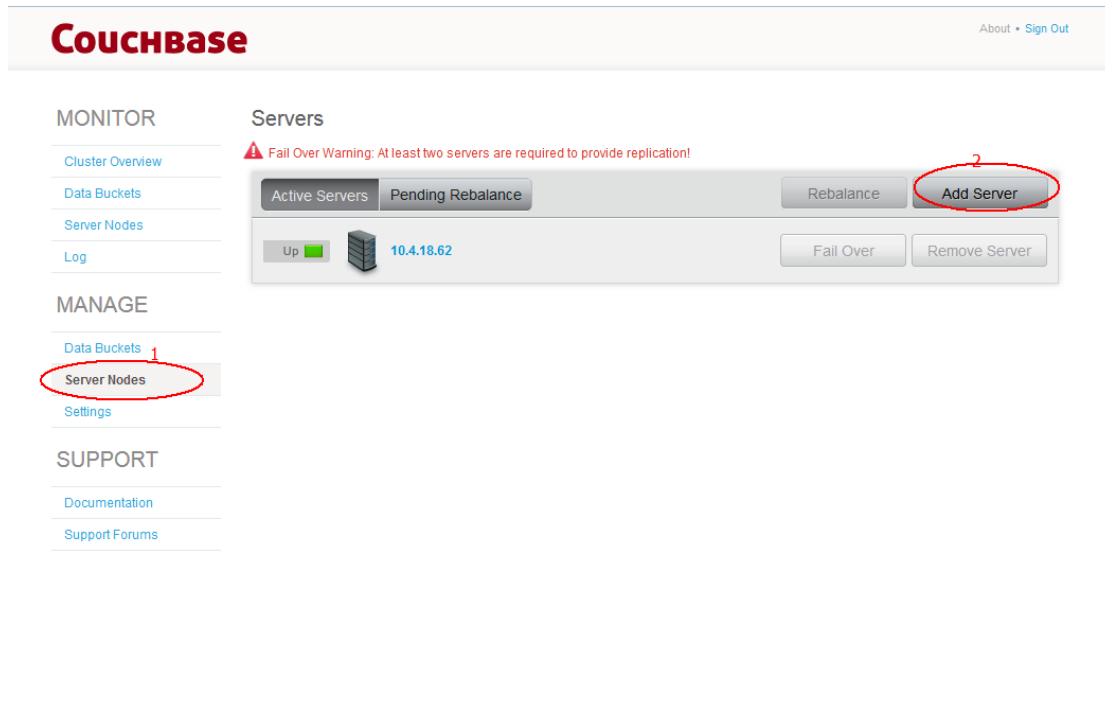 COUCHBASE
About • Sign Out
MONITOR
Cluster Overview
Data Buckets
Server Nodes
Log
MANAGE
Data Buckets 1
Server Nodes
Settings
SUPPORT
Documentation
Support Forums
Servers
Fail Over Warning: At least two servers are required to provide replication!
2
Active Servers Pending Rebalance Rebalance Add Server
Up 10.4.18.62 Fail Over Remove Server